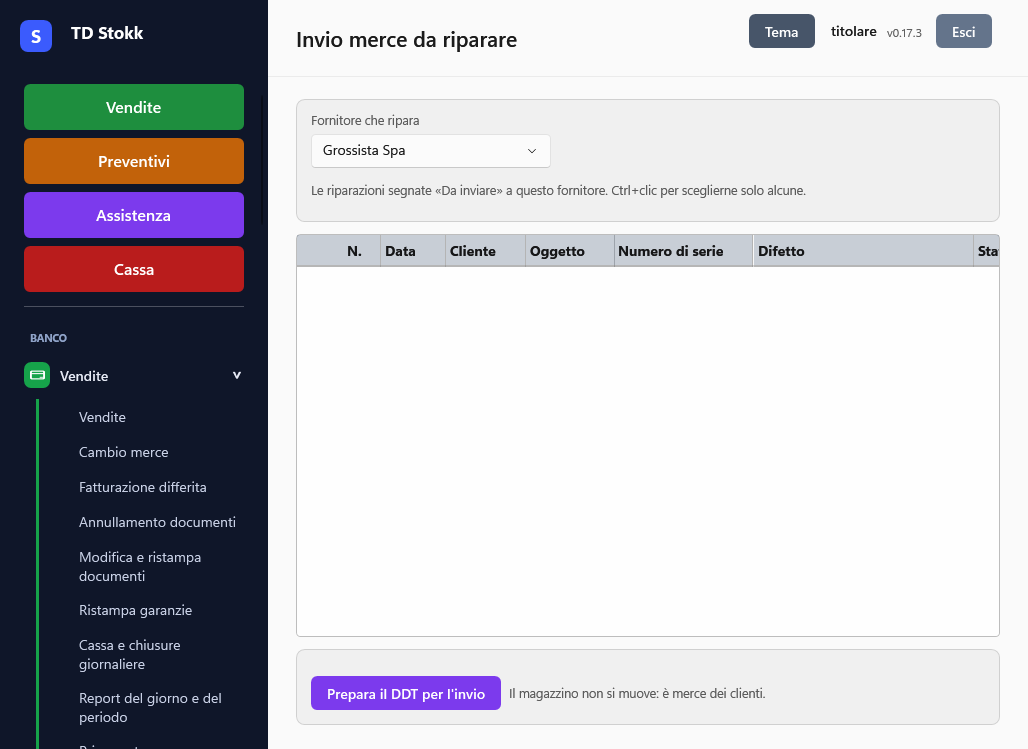 S
TD Stokk
Vendite
Preventivi
Assistenza
Cassa
BANCO
Vendite
Vendite
Cambio merce
Fatturazione differita
Annullamento documenti
Modifica e ristampa
documenti
Ristampa garanzie
Cassa e chiusure
giornaliere
Report del giorno e del
periodo
Invio merce da riparare
Tema
titolare
v0.17.3
Esci
Fornitore che ripara
Grossista Spa
Le riparazioni segnate «Da inviare» a questo fornitore. Ctrl+clic per sceglierne solo alcune.
N. Data Cliente Oggetto Numero di serie Difetto Sta
Prepara il DDT per l'invio
Il magazzino non si muove: è merce dei clienti.